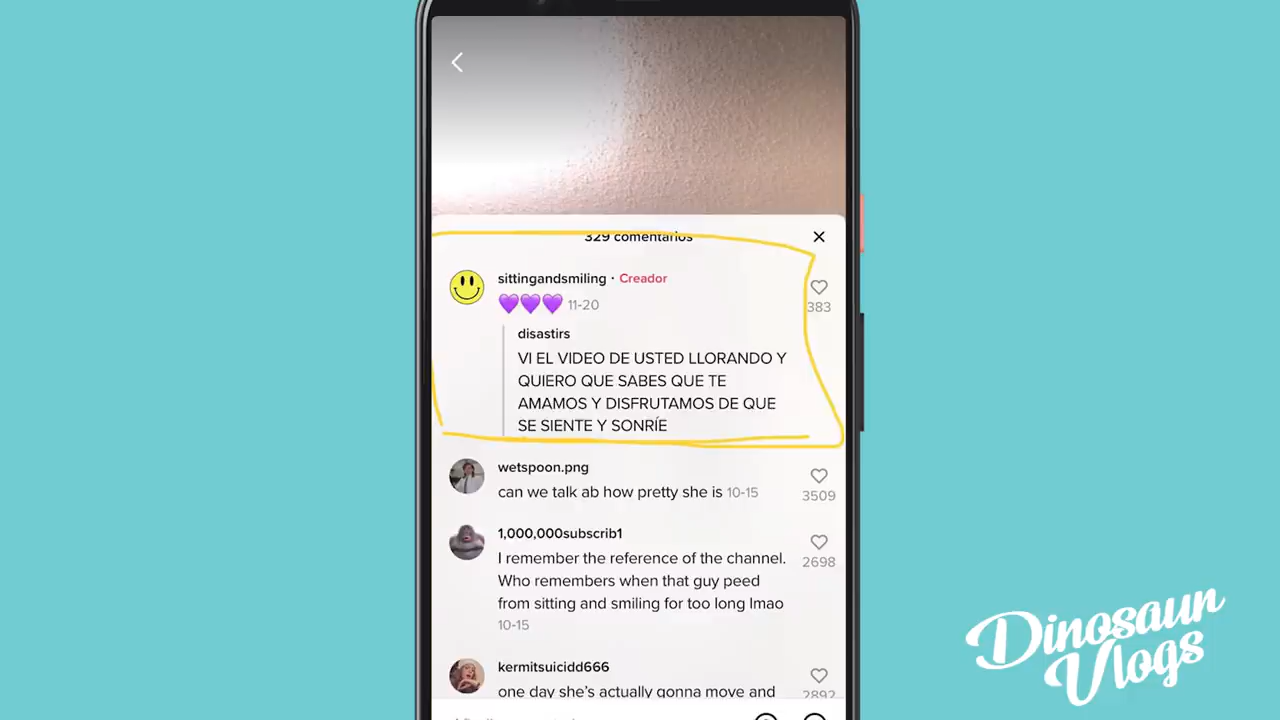 329 comentarios
sittingandsmiling · Creador
💜💜💜 11-20
383
disastirs
VI EL VIDEO DE USTED LLORANDO Y
QUIERO QUE SABES QUE TE
AMAMOS Y DISFRUTAMOS DE QUE
SE SIENTE Y SONRÍE
wetspoon.png
can we talk ab how pretty she is 10-15
3509
1,000,000subscrib1
I remember the reference of the channel.
Who remembers when that guy peed
from sitting and smiling for too long lmao
10-15
2698
kermitsuicidd666
one day she's actually gonna move and
2892
Dinosaur
Vlogs